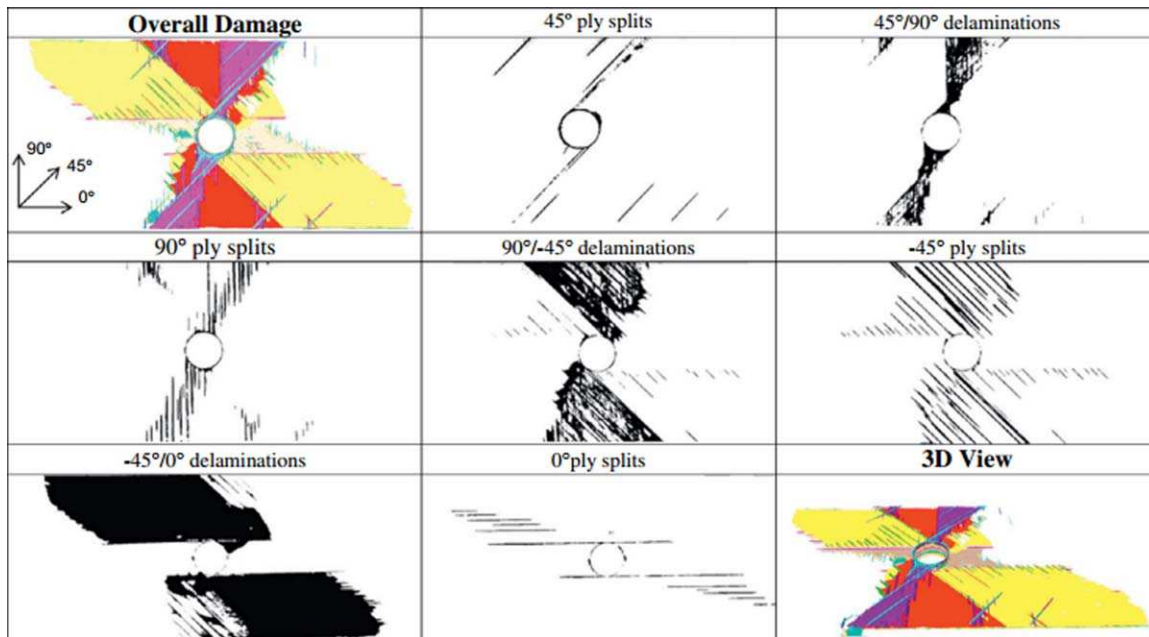 Overall Damage
45° ply splits
45°/90° delaminations
90°
45°
0°
90° ply splits
90°/-45° delaminations
-45° ply splits
-45°/0° delaminations
0°ply splits
3D View